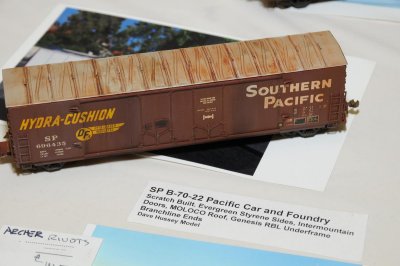 HYDRA-CUSHION
SOUTHERN
PACIFIC
SP
696435
SP B-70-22 Pacific Car and Foundry
Scratch Built, Evergreen Styrene Sides, Intermountain
Doors, MOLOCO Roof, Genesis RBL Underframe
Branchline Ends
Dave Hussey Model
ARCHER RIVETS